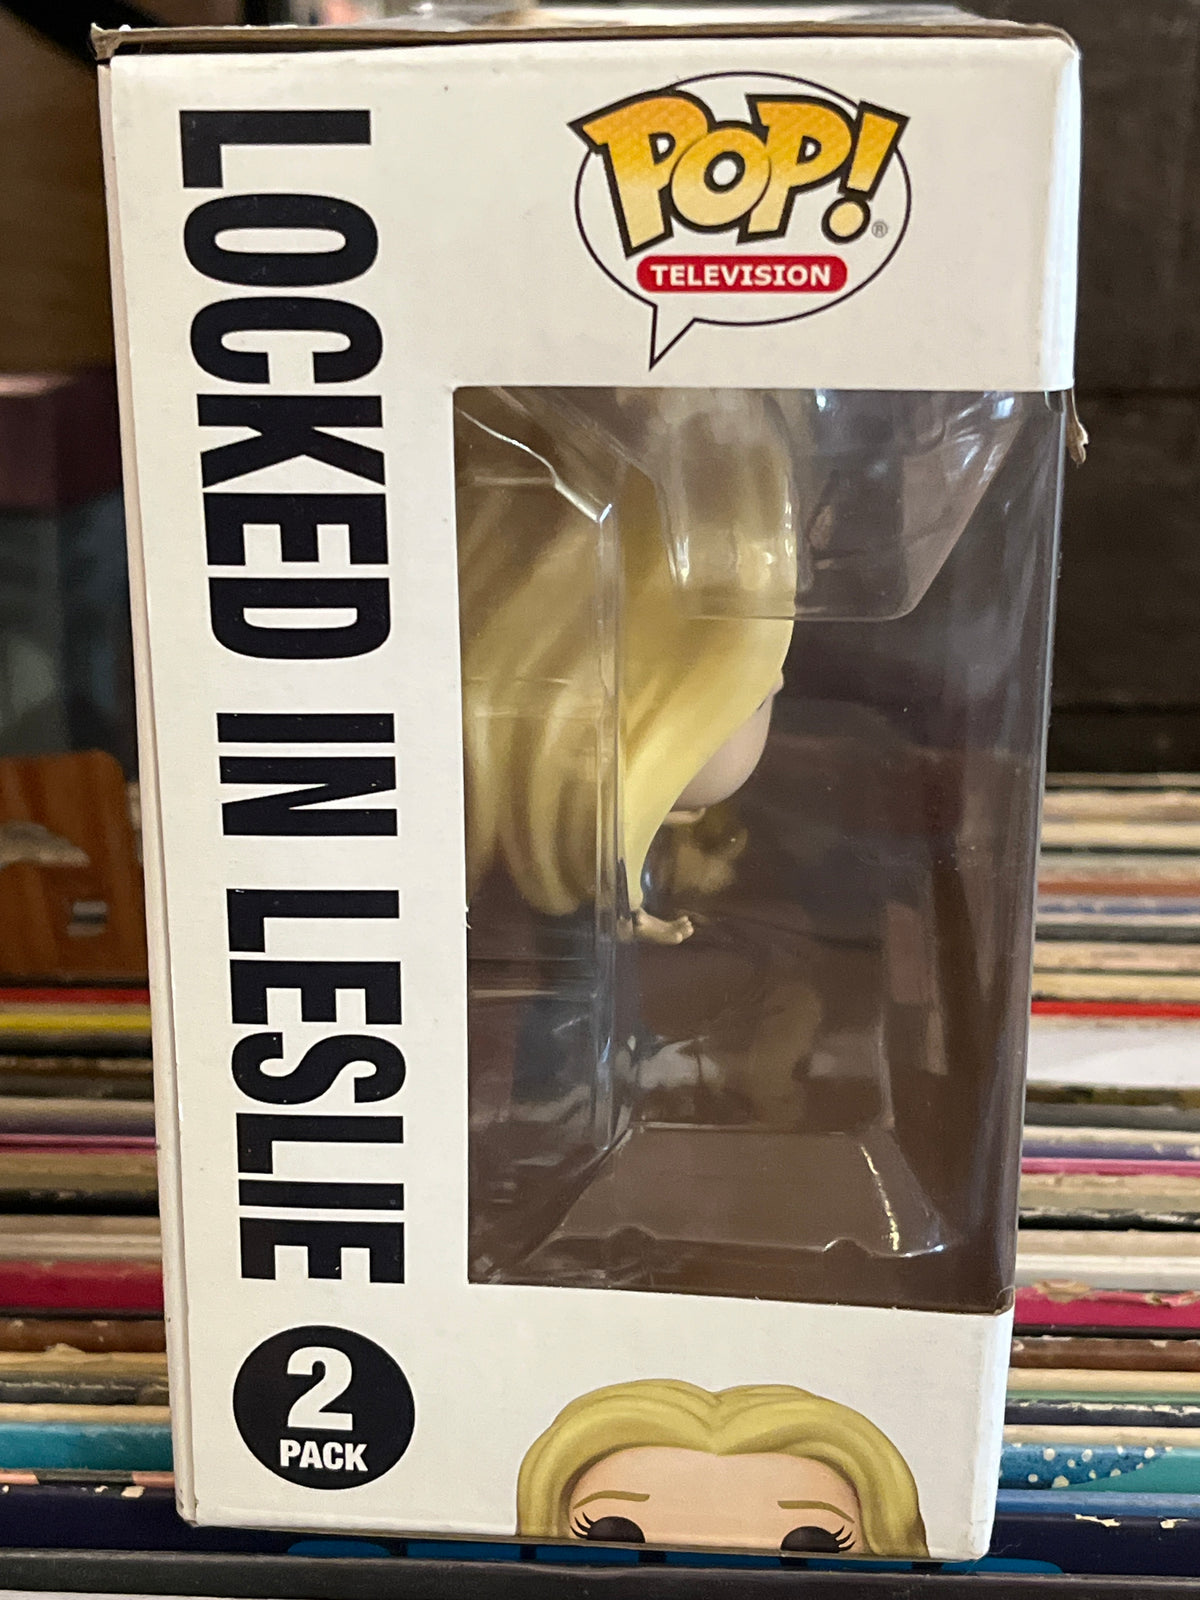 POP!®
TELEVISION
LOCKED IN LESLIE
2
PACK